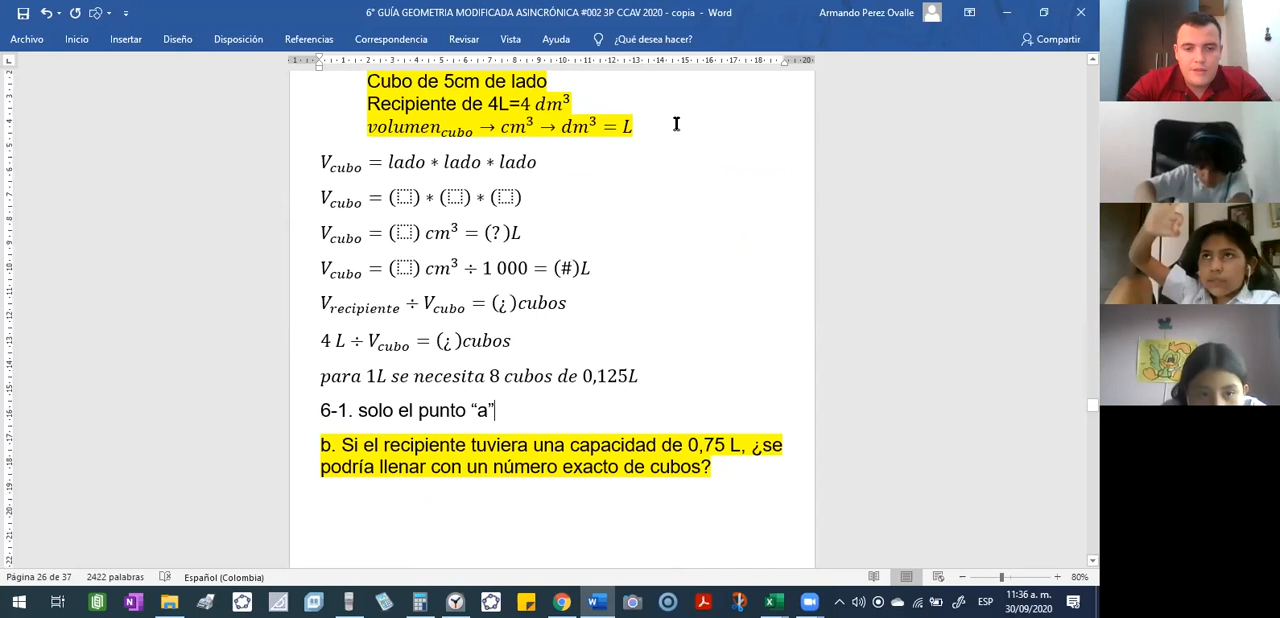 6° GUÍA GEOMETRIA MODIFICADA ASINCRÓNICA #002 3P CCAV 2020 - copia - Word
Armando Perez Ovalle
Archivo Inicio Insertar Diseño Disposición Referencias Correspondencia Revisar Vista Ayuda ¿Qué desea hacer? Compartir
Cubo de 5cm de lado
Recipiente de 4L=4 dm³
volumen_cubo → cm³ → dm³ = L
V_cubo = lado ∗ lado ∗ lado
V_cubo = (⬚) ∗ (⬚) ∗ (⬚)
V_cubo = (⬚) cm³ = (?)L
V_cubo = (⬚) cm³ ÷ 1 000 = (#)L
V_recipiente ÷ V_cubo = (¿)cubos
4 L ÷ V_cubo = (¿)cubos
para 1L se necesita 8 cubos de 0,125L
6-1. solo el punto “a”
b. Si el recipiente tuviera una capacidad de 0,75 L, ¿se
podría llenar con un número exacto de cubos?
Página 26 de 37 2422 palabras Español (Colombia) 80%
ESP
11:36 a. m.
30/09/2020